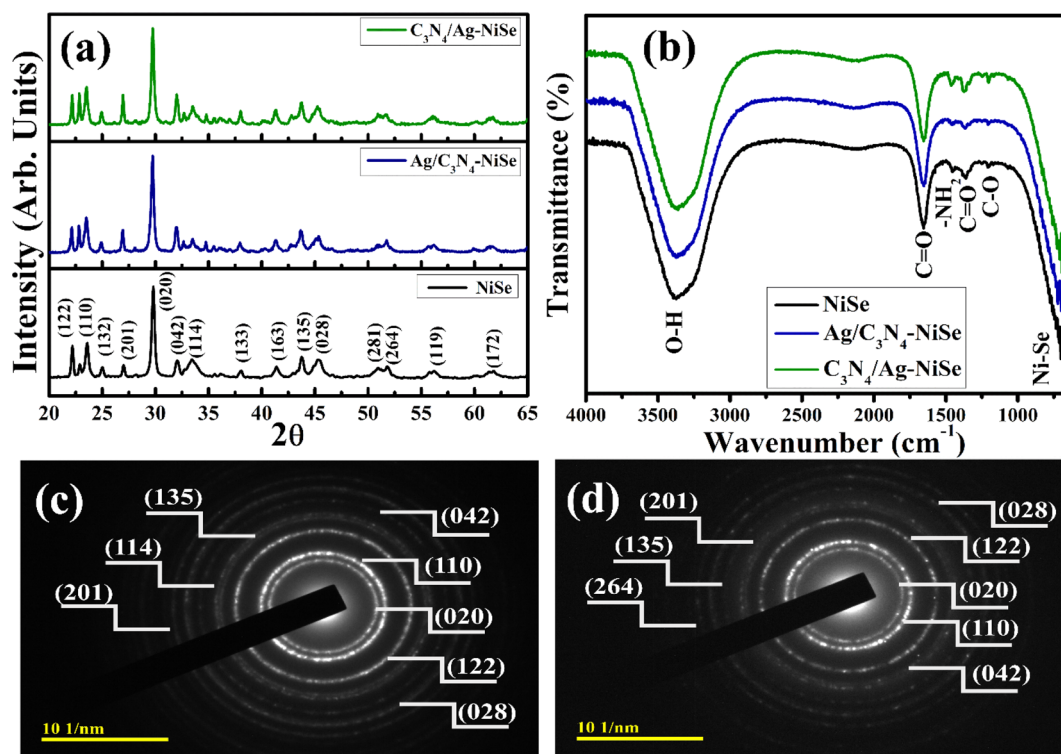 (a)
C₃N₄/Ag-NiSe
Ag/C₃N₄-NiSe
NiSe
(122)
(110)
(132)
(201)
(020)
(042)
(114)
(133)
(163)
(135)
(028)
(281)
(264)
(119)
(172)
Intensity (Arb. Units)
20 25 30 35 40 45 50 55 60 65
2θ
(b)
Transmittance (%)
O-H
C=O
-NH₂
C=O
C-O
Ni-Se
NiSe
Ag/C₃N₄-NiSe
C₃N₄/Ag-NiSe
4000 3500 3000 2500 2000 1500 1000
Wavenumber (cm⁻¹)
(c)
(135)
(114)
(201)
(042)
(110)
(020)
(122)
(028)
10 1/nm
(d)
(201)
(135)
(264)
(028)
(122)
(020)
(110)
(042)
10 1/nm